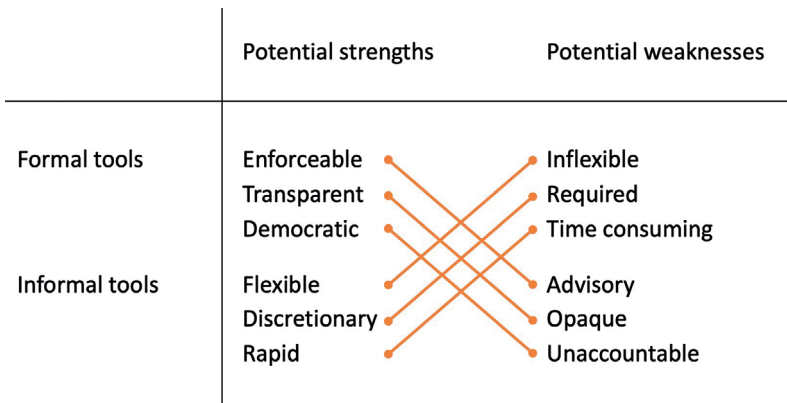 Potential strengths Potential weaknesses
Formal tools Enforceable Inflexible
Transparent Required
Democratic Time consuming
Informal tools Flexible Advisory
Discretionary Opaque
Rapid Unaccountable